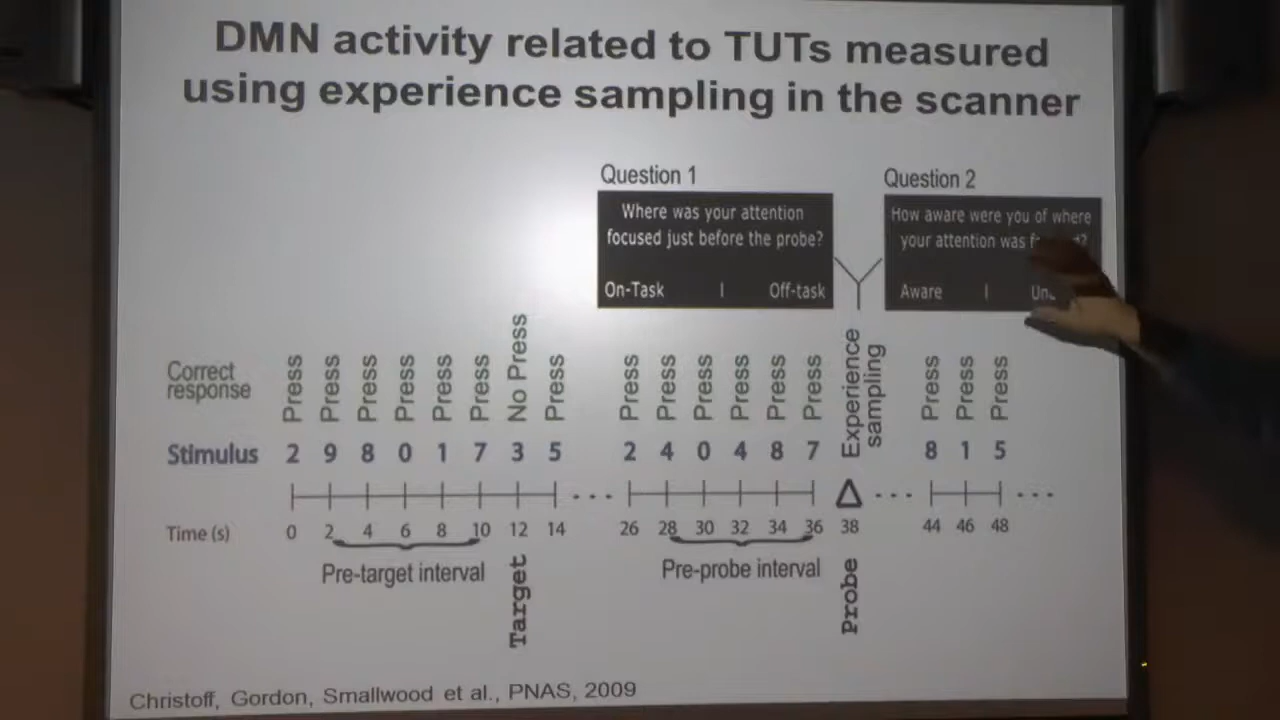 DMN activity related to TUTs measured
using experience sampling in the scanner
Question 1
Where was your attention
focused just before the probe?
On-Task | Off-task
Question 2
How aware were you of where
your attention was
Aware |
Correct
response
Press Press Press Press Press Press No Press Press Press Press Press Press Press Press Experience sampling Press Press Press
Stimulus 2 9 8 0 1 7 3 5 2 4 0 4 8 7 8 1 5
Time (s) 0 2 4 6 8 10 12 14 26 28 30 32 34 36 38 44 46 48
Pre-target interval
Target
Pre-probe interval
Probe
Christoff, Gordon, Smallwood et al., PNAS, 2009